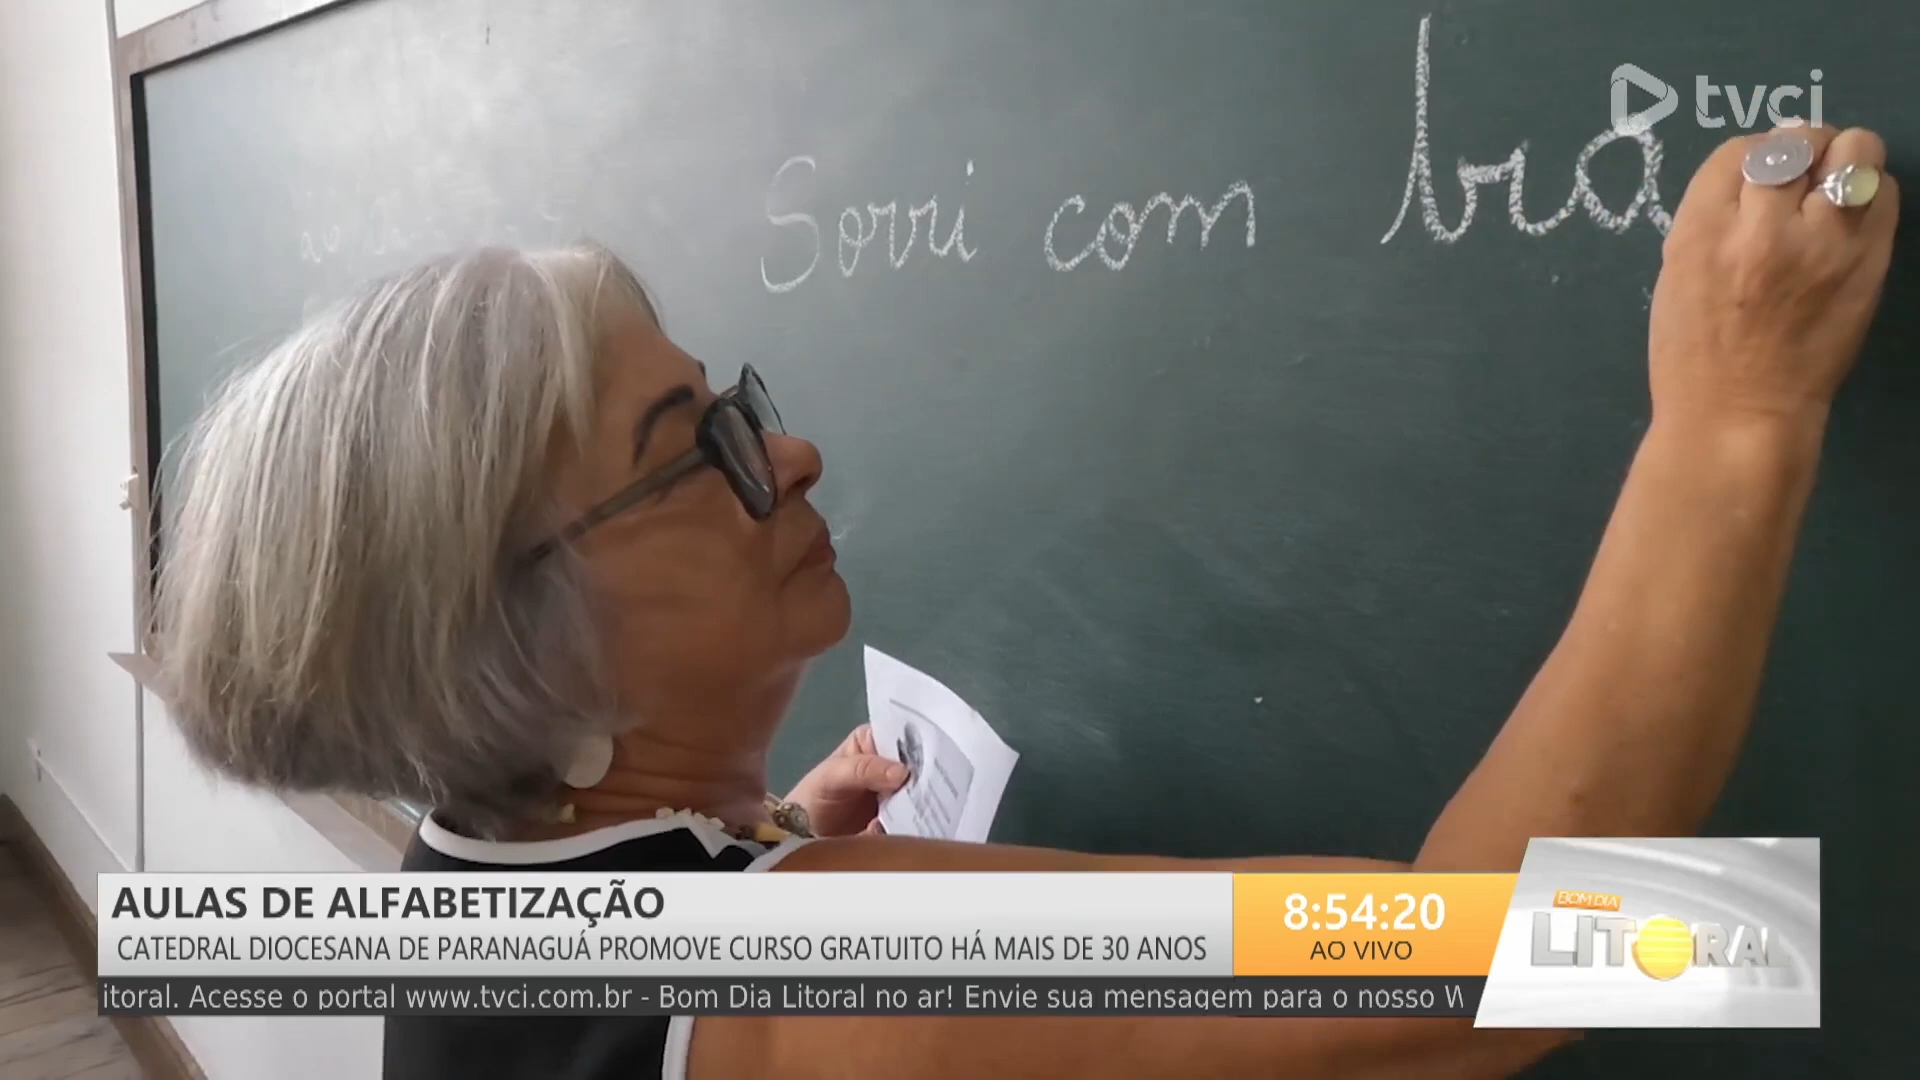 tvci
Sorri com bra
AULAS DE ALFABETIZAÇÃO
CATEDRAL DIOCESANA DE PARANAGUÁ PROMOVE CURSO GRATUITO HÁ MAIS DE 30 ANOS
8:54:20
AO VIVO
BOM DIA
LITORAL
itoral. Acesse o portal www.tvci.com.br - Bom Dia Litoral no ar! Envie sua mensagem para o nosso W